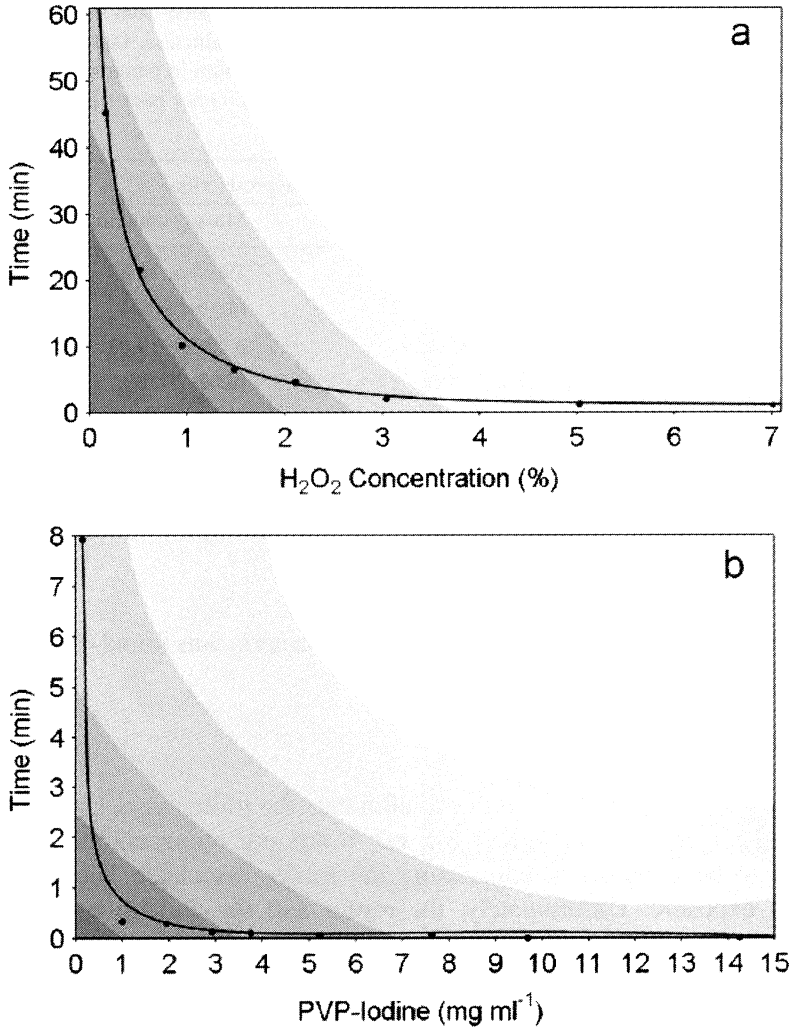 a
60
50
40
30
20
10
0
Time (min)
0 1 2 3 4 5 6 7
H₂O₂ Concentration (%)
b
8
7
6
5
4
3
2
1
0
Time (min)
0 1 2 3 4 5 6 7 8 9 10 11 12 13 14 15
PVP-Iodine (mg ml⁻¹)